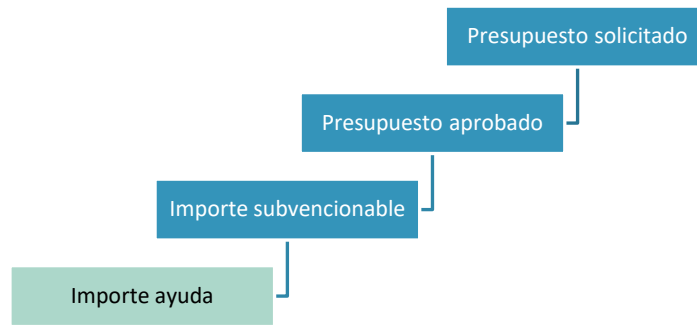 Presupuesto solicitado
Presupuesto aprobado
Importe subvencionable
Importe ayuda